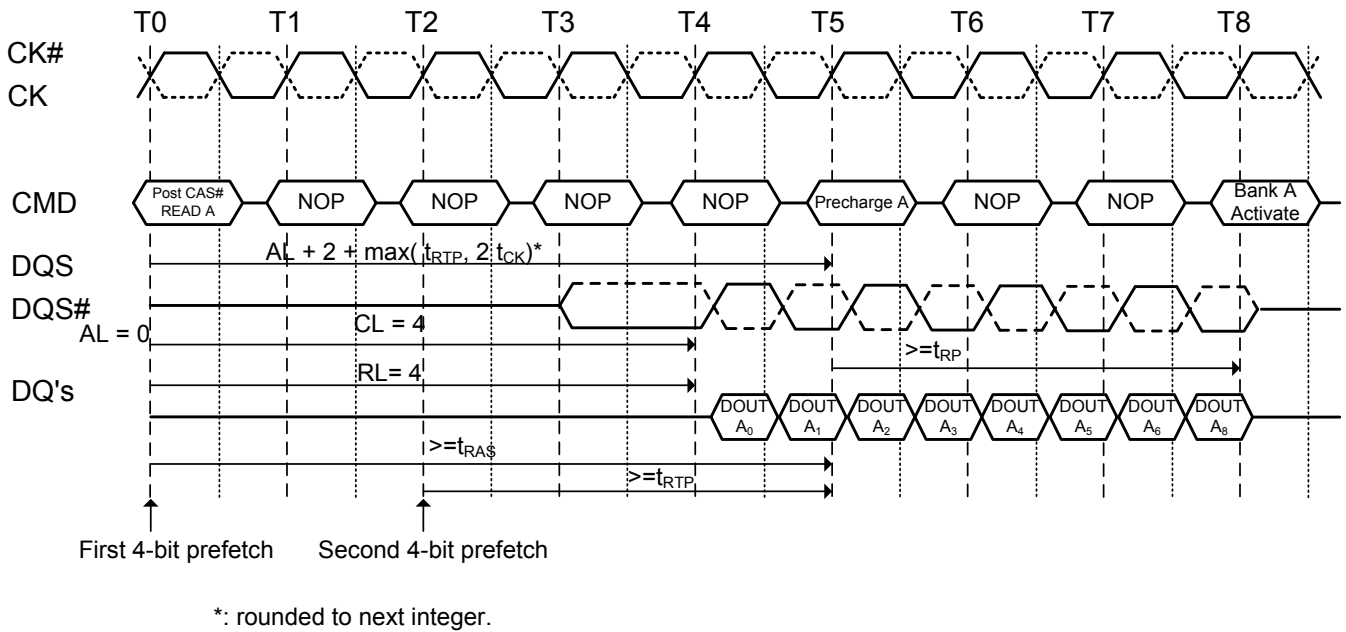 T0 T1 T2 T3 T4 T5 T6 T7 T8
CK#
CK
CMD
Post CAS#
READ A
NOP
NOP
NOP
NOP
Precharge A
NOP
NOP
Bank A
Activate
AL + 2 + max( tRTP, 2 tCK)*
DQS
DQS#
AL = 0
CL = 4
>=tRP
RL= 4
DQ's
DOUT
A0
DOUT
A1
DOUT
A2
DOUT
A3
DOUT
A4
DOUT
A5
DOUT
A6
DOUT
A8
>=tRAS
>=tRTP
First 4-bit prefetch
Second 4-bit prefetch
*: rounded to next integer.